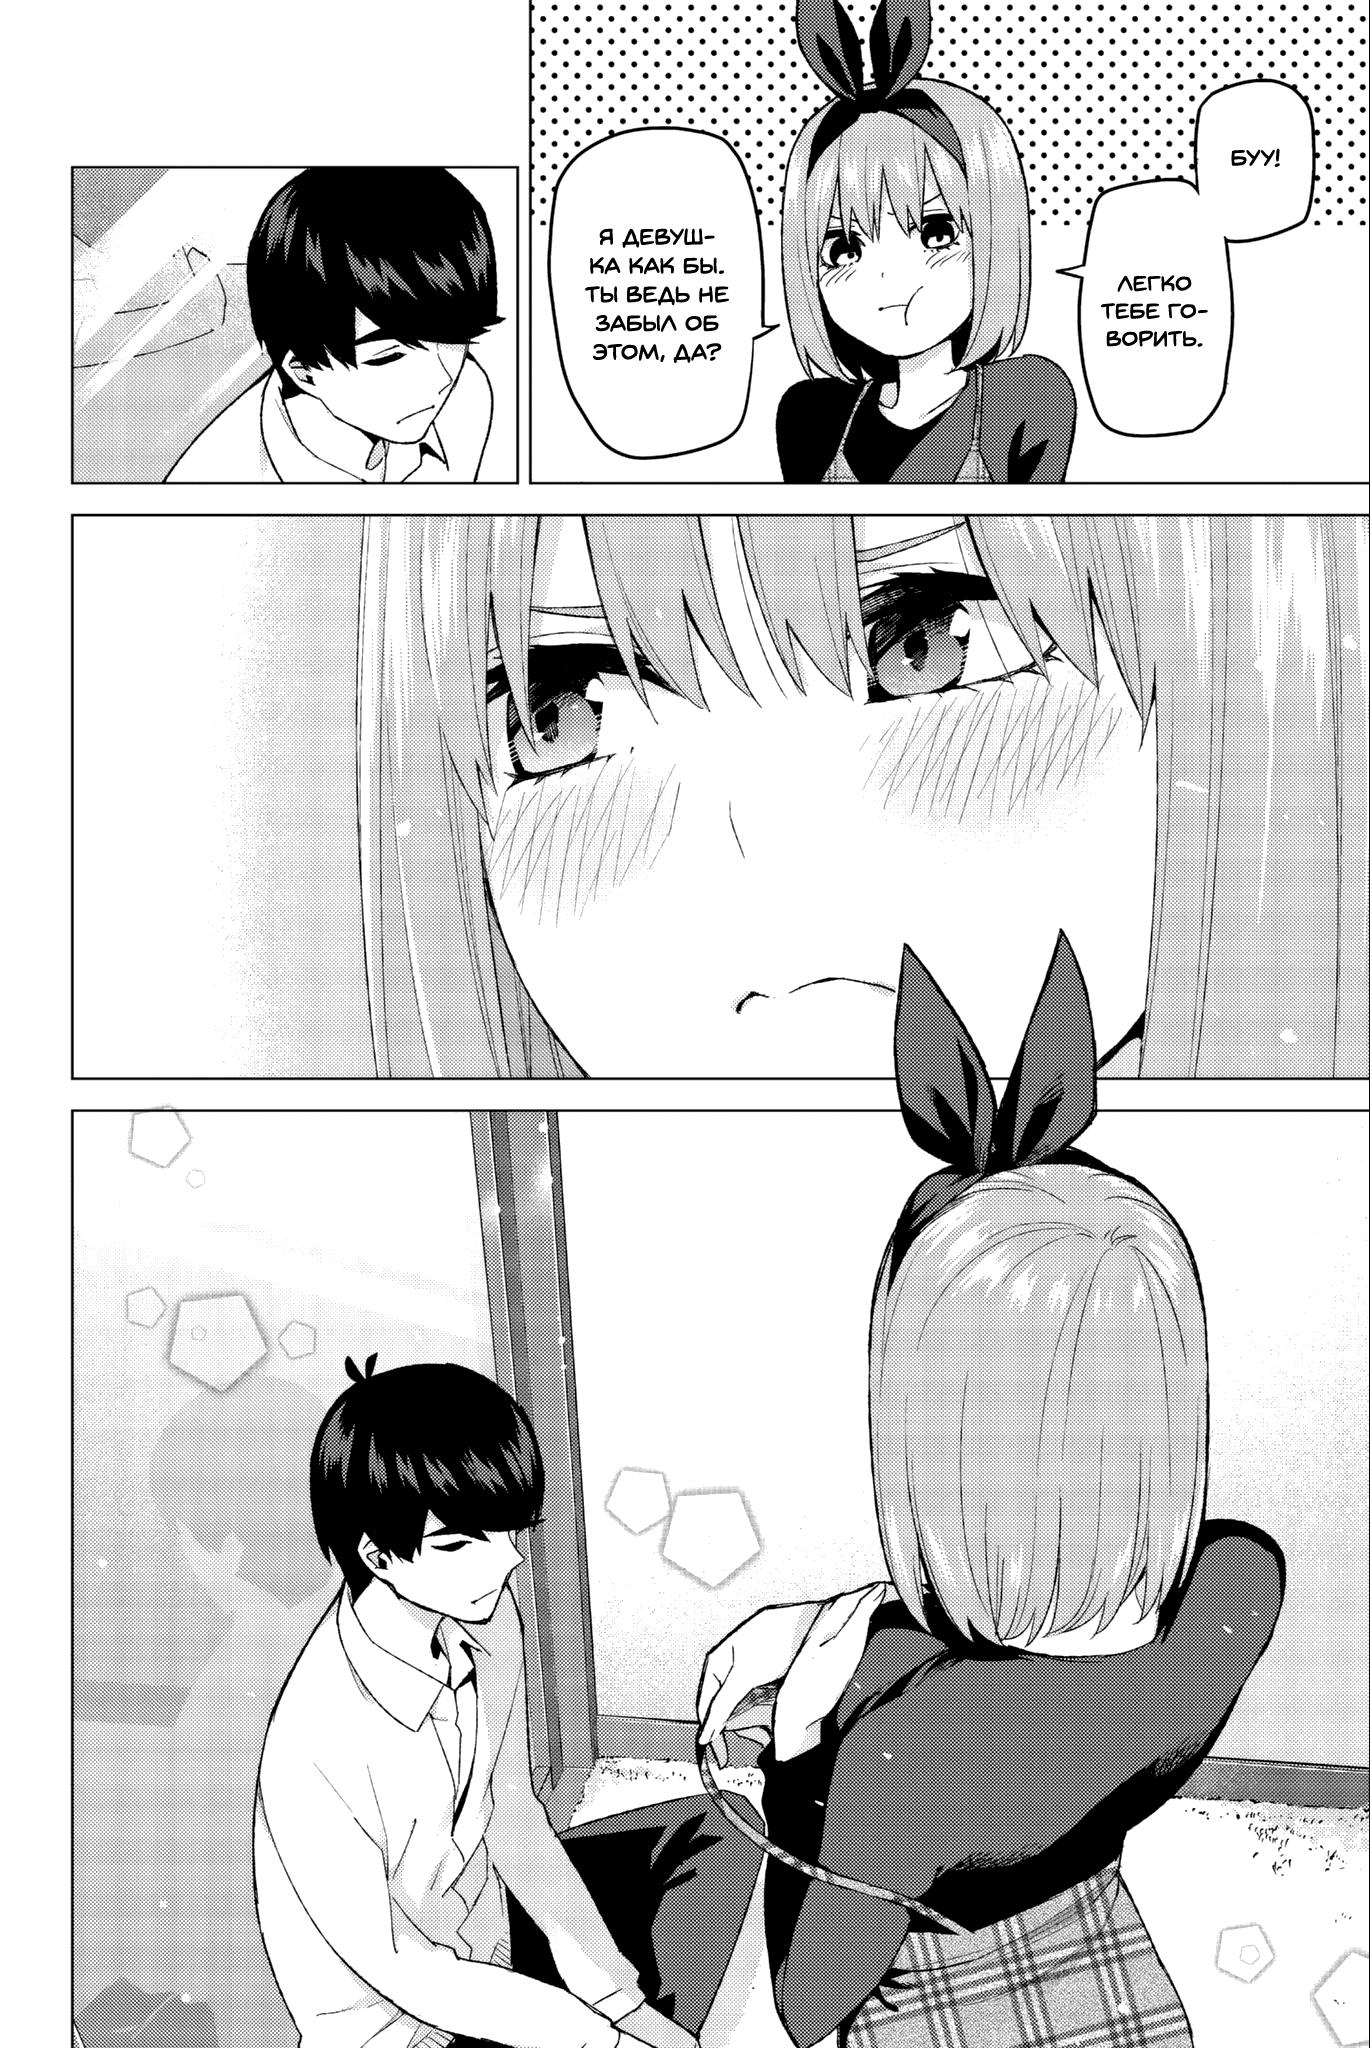 БУУ!
ЛЕГКО
ТЕБЕ ГО-
ВОРИТЬ.
Я ДЕВУШ-
КА КАК БЫ.
ТЫ ВЕДЬ НЕ
ЗАБЫЛ ОБ
ЭТОМ, ДА?